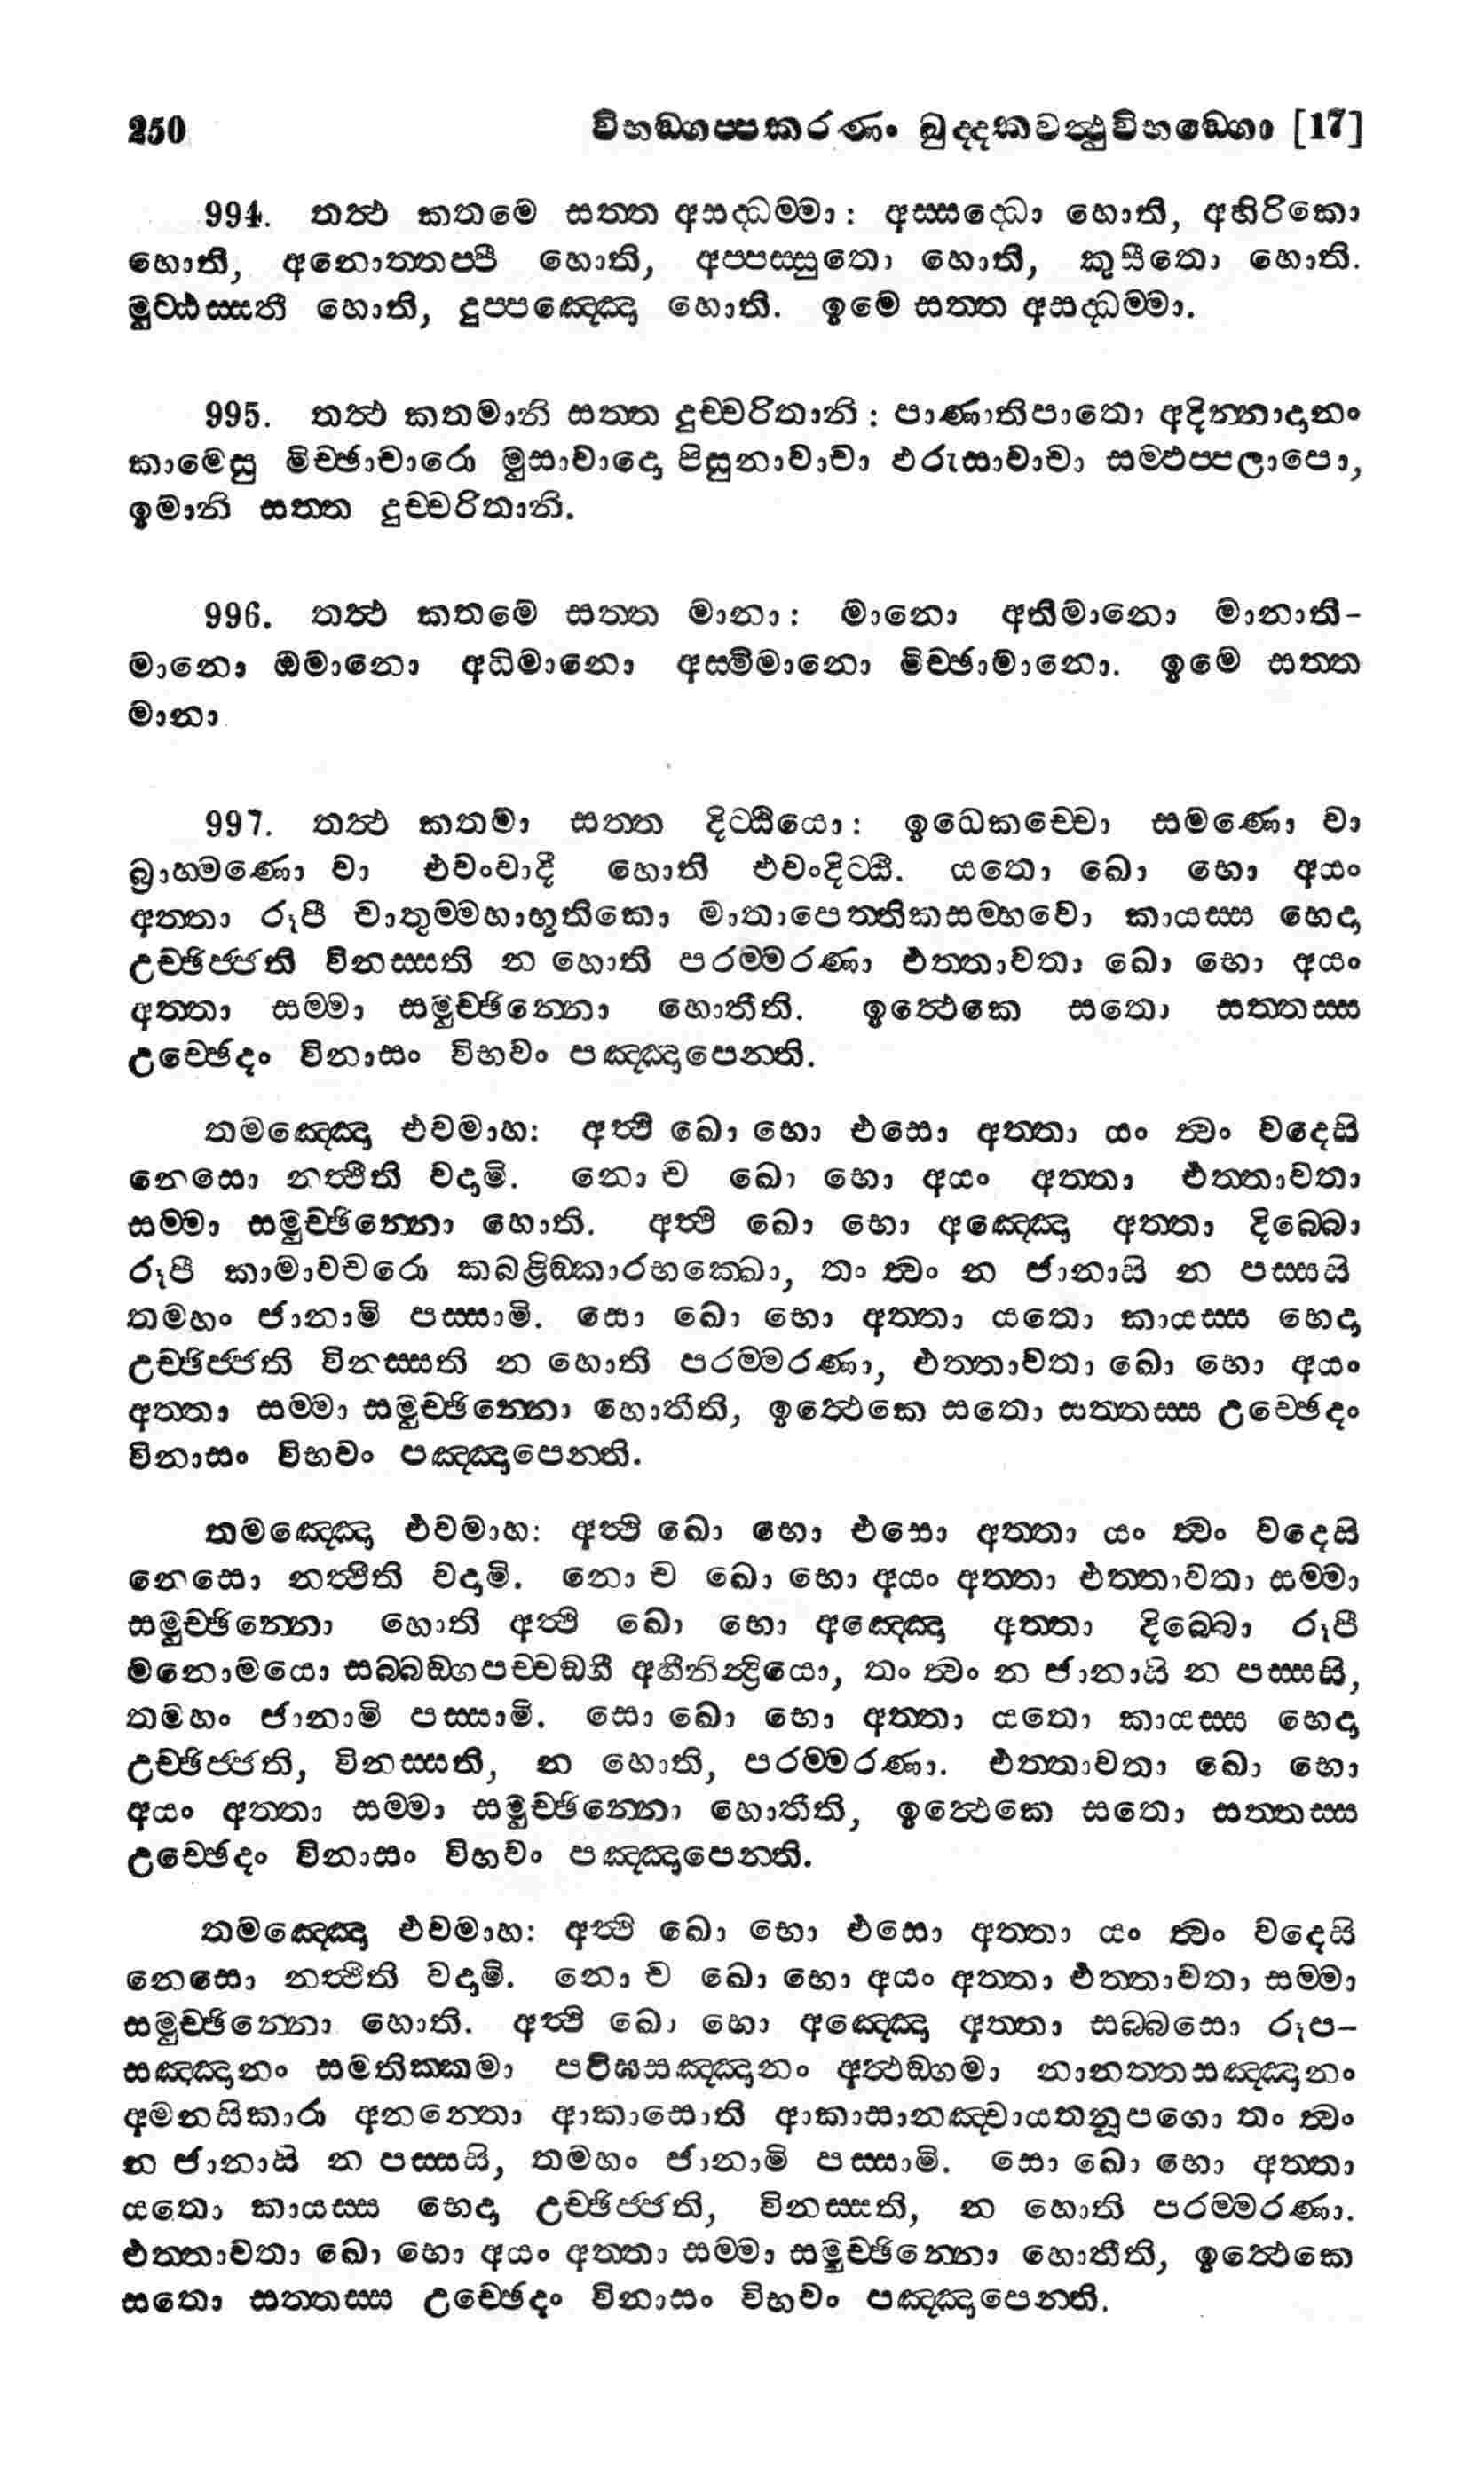 250 විභඞ්ගප්පකරණං ඛුද්දකවත්ථුවිභඞ්ගො [17]
994. තත්ථ කතමෙ සත්ත අසද්ධම්මා: අස්සද්ධො හොති, අහිරිකො
හොති, අනොත්තප්පී හොති, අප්පස්සුතො හොති, කුසීතො හොති.
මුට්ඨස්සතී හොති, දුප්පඤ්ඤො හොති. ඉමෙ සත්ත අසද්ධම්මා.
995. තත්ථ කතමානි සත්ත දුච්චරිතානි: පාණාතිපාතො අදින්නාදානං
කාමෙසු මිච්ඡාචාරො මුසාවාදො පිසුනාවාචා ඵරුසාවාචා සම්ඵප්පලාපො,
ඉමානි සත්ත දුච්චරිතානි.
996. තත්ථ කතමෙ සත්ත මානා: මානො අතිමානො මානාති-
මානො ඔමානො අධිමානො අස්මිමානො මිච්ඡාමානො. ඉමෙ සත්ත
මානා
997. තත්ථ කතමා සත්ත දිට්ඨියො: ඉධෙකච්චො සමණො වා
බ්‍රාහ්මණො වා එවංවාදී හොති එවංදිට්ඨී. යතො ඛො භො අයං
අත්තා රූපී චාතුම්මහාභූතිකො මාතාපෙත්තිකසම්භවො කායස්ස භෙදා
උච්ඡිජ්ජති විනස්සති න හොති පරම්මරණා එත්තාවතා ඛො භො අයං
අත්තා සම්මා සමුච්ඡින්නො හොතීති. ඉත්ථෙකෙ සතො සත්තස්ස
උච්ඡෙදං විනාසං විභවං පඤ්ඤාපෙන්ති.
තමඤ්ඤො එවමාහ: අත්ථි ඛො භො එසො අත්තා යං ත්වං වදෙසි
නෙසො නත්ථීති වදාමි. නො ච ඛො භො අයං අත්තා එත්තාවතා
සම්මා සමුච්ඡින්නො හොති. අත්ථි ඛො භො අඤ්ඤො අත්තා දිබ්බො
රූපී කාමාවචරො කබළිඞ්කාරභක්ඛො, තං ත්වං න ජානාසි න පස්සසි
තමහං ජානාමි පස්සාමි. සො ඛො භො අත්තා යතො කායස්ස භෙදා
උච්ඡිජ්ජති විනස්සති න හොති පරම්මරණා, එත්තාවතා ඛො භො අයං
අත්තා සම්මා සමුච්ඡින්නො හොතීති, ඉත්ථෙකෙ සතො සත්තස්ස උච්ඡෙදං
විනාසං විභවං පඤ්ඤාපෙන්ති.
තමඤ්ඤො එවමාහ: අත්ථි ඛො භො එසො අත්තා යං ත්වං වදෙසි
නෙසො නත්ථීති වදාමි. නො ච ඛො භො අයං අත්තා එත්තාවතා සම්මා
සමුච්ඡින්නො හොති අත්ථි ඛො භො අඤ්ඤො අත්තා දිබ්බො රූපී
මනොමයො සබ්බඞ්ගපච්චඞ්ගී අහීනින්ද්‍රියො, තං ත්වං න ජානාසි න පස්සසි,
තමහං ජානාමි පස්සාමි. සො ඛො භො අත්තා යතො කායස්ස භෙදා
උච්ඡිජ්ජති, විනස්සති, න හොති, පරම්මරණා. එත්තාවතා ඛො භො
අයං අත්තා සම්මා සමුච්ඡින්නො හොතීති, ඉත්ථෙකෙ සතො සත්තස්ස
උච්ඡෙදං විනාසං විභවං පඤ්ඤාපෙන්ති.
තමඤ්ඤො එවමාහ: අත්ථි ඛො භො එසො අත්තා යං ත්වං වදෙසි
නෙසො නත්ථීති වදාමි. නො ච ඛො භො අයං අත්තා එත්තාවතා සම්මා
සමුච්ඡින්නො හොති. අත්ථි ඛො භො අඤ්ඤො අත්තා සබ්බසො රූප-
සඤ්ඤානං සමතික්කමා පටිඝසඤ්ඤානං අත්ථඞ්ගමා නානත්තසඤ්ඤානං
අමනසිකාරා අනන්තො ආකාසොති ආකාසානඤ්චායතනූපගො තං ත්වං
න ජානාසි න පස්සසි, තමහං ජානාමි පස්සාමි. සො ඛො භො අත්තා
යතො කායස්ස භෙදා උච්ඡිජ්ජති, විනස්සති, න හොති පරම්මරණා.
එත්තාවතා ඛො භො අයං අත්තා සම්මා සමුච්ඡින්නො හොතීති, ඉත්ථෙකෙ
සතො සත්තස්ස උච්ඡෙදං විනාසං විභවං පඤ්ඤාපෙන්ති.